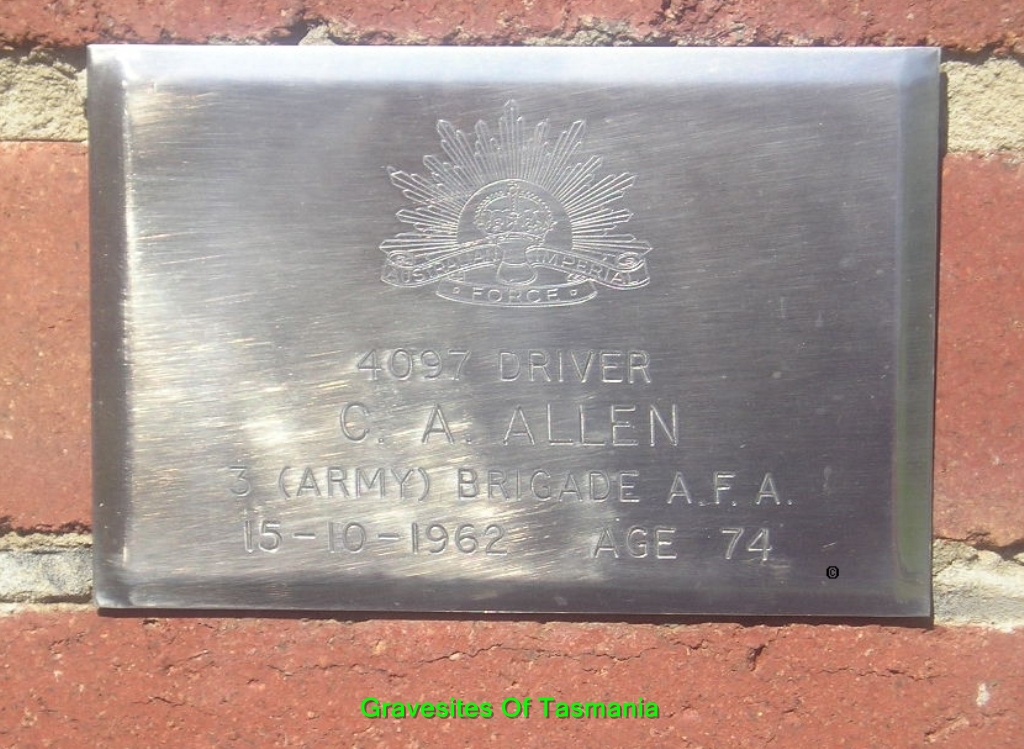 AUSTRALIAN IMPERIAL
FORCE
4097 DRIVER
C. A. ALLEN
3 (ARMY) BRIGADE A.F.A.
15-10-1962 AGE 74
©
Gravesites Of Tasmania